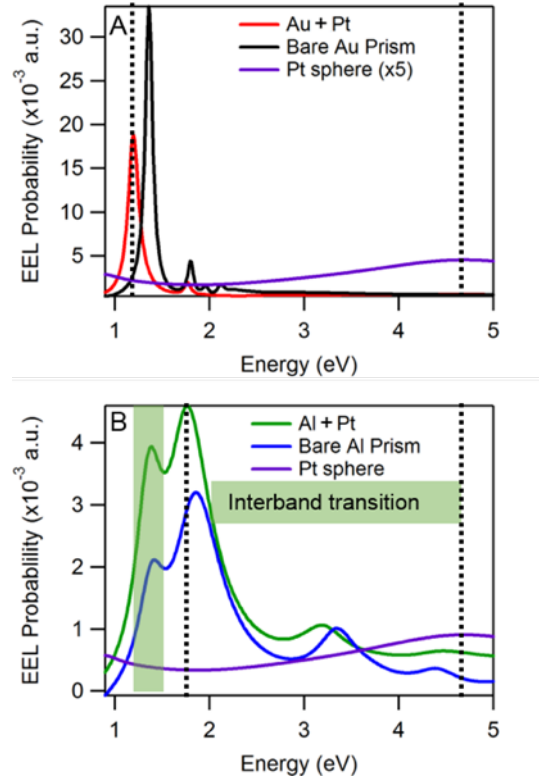 A
Au + Pt
Bare Au Prism
Pt sphere (x5)
EEL Probability (x10⁻³ a.u.)
30
25
20
15
10
5
1
2
3
4
5
Energy (eV)
B
Al + Pt
Bare Al Prism
Pt sphere
Interband transition
EEL Probablility (x10⁻³ a.u.)
4
3
2
1
0
1
2
3
4
5
Energy (eV)